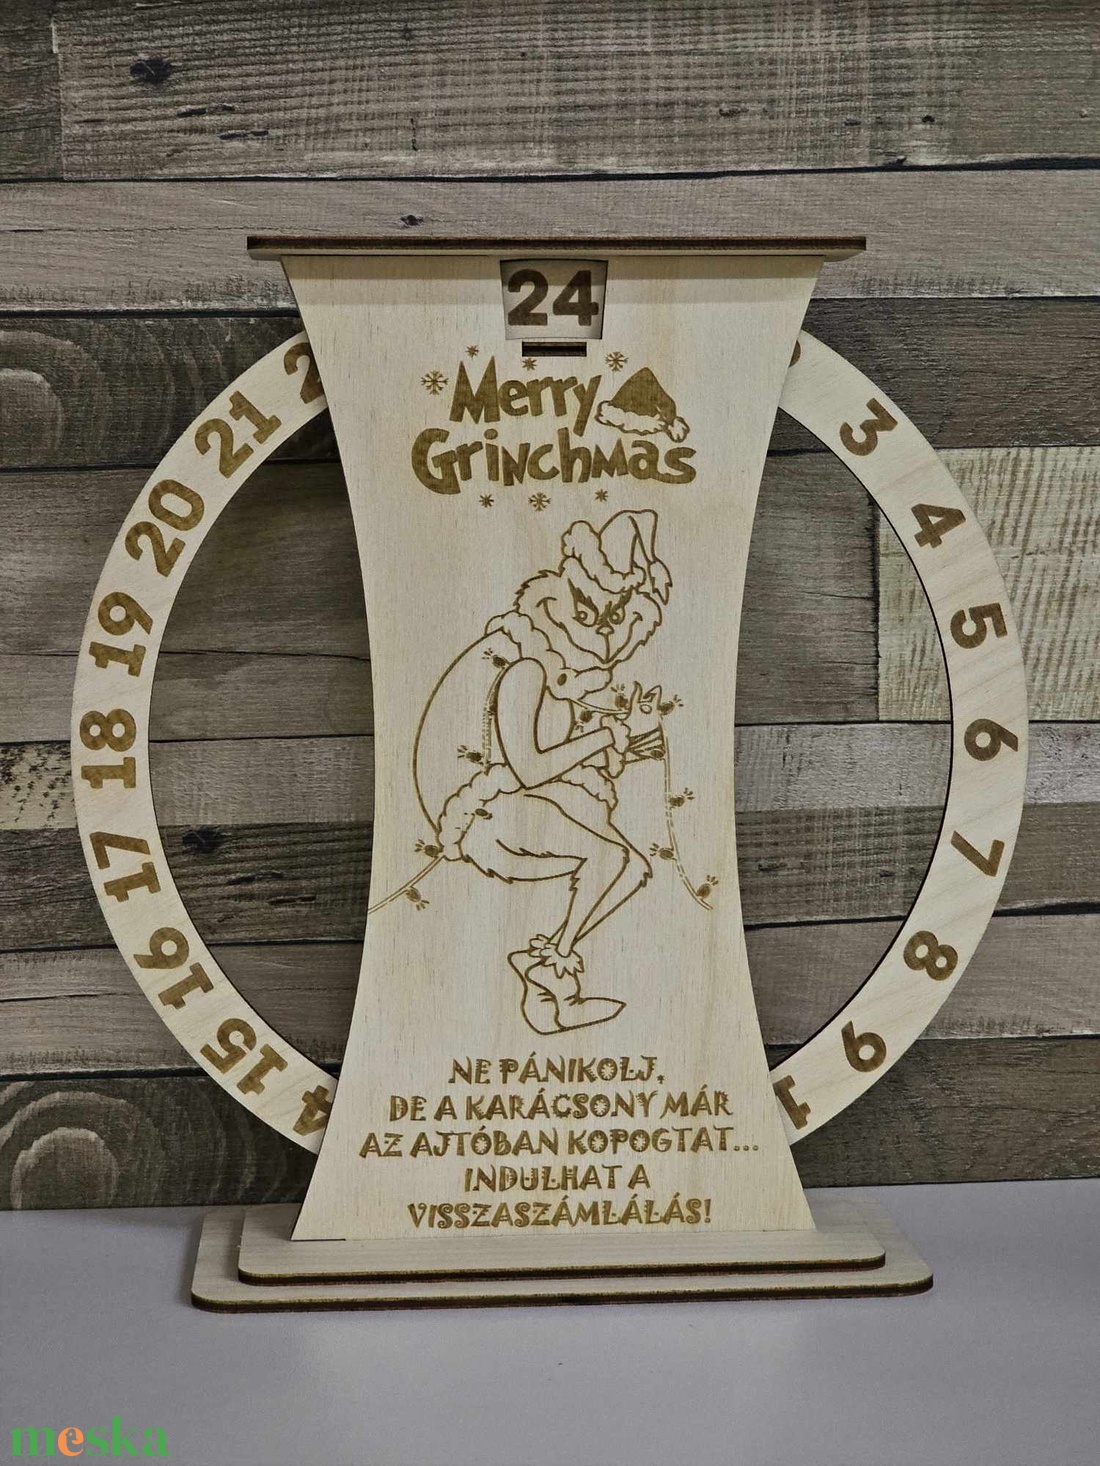 24
Merry
Grinchmas
21
20
19
18
17
16
15
3
4
5
6
7
8
9
NE PÁNIKOLJ,
DE A KARÁCSONY MÁR
AZ AJTÓBAN KOPOGTAT...
INDULHAT A
VISSZASZÁMLÁLÁS!
meska